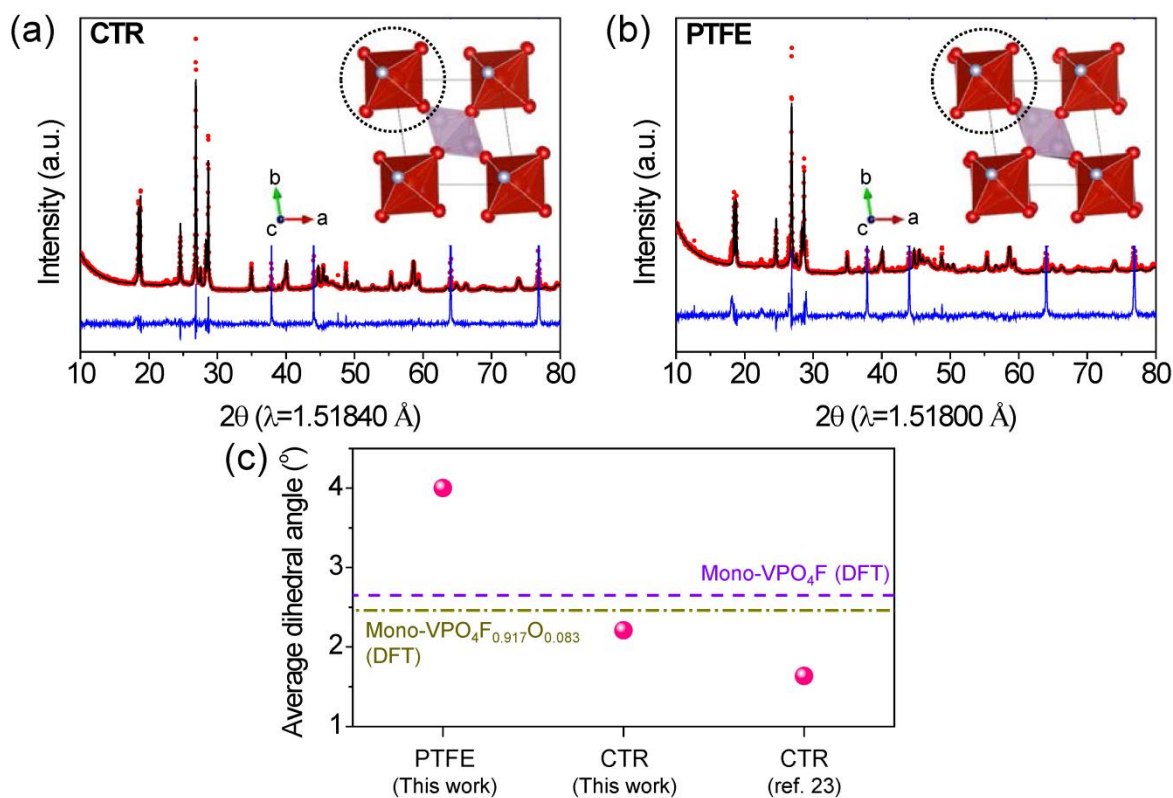 (a)
CTR
Intensity (a.u.)
b
c
a
10 20 30 40 50 60 70 80
2θ (λ=1.51840 Å)
(b)
PTFE
Intensity (a.u.)
b
c
a
10 20 30 40 50 60 70 80
2θ (λ=1.51800 Å)
(c)
Average dihedral angle (°)
4
3
2
1
Mono-VPO₄F (DFT)
Mono-VPO₄F₀.₉₁₇O₀.₀₈₃
(DFT)
PTFE
(This work)
CTR
(This work)
CTR
(ref. 23)